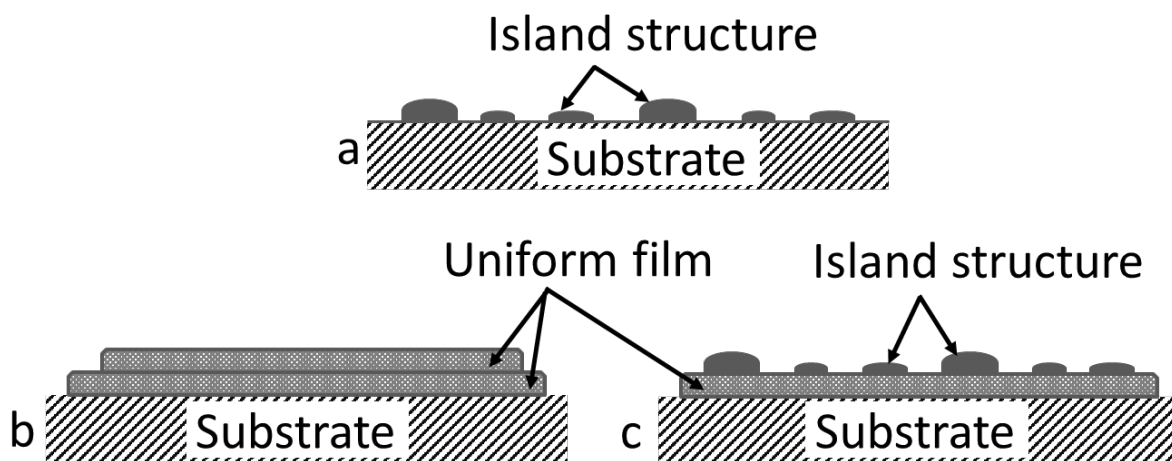 Island structure
a
Substrate
Uniform film
Island structure
b
Substrate
c
Substrate